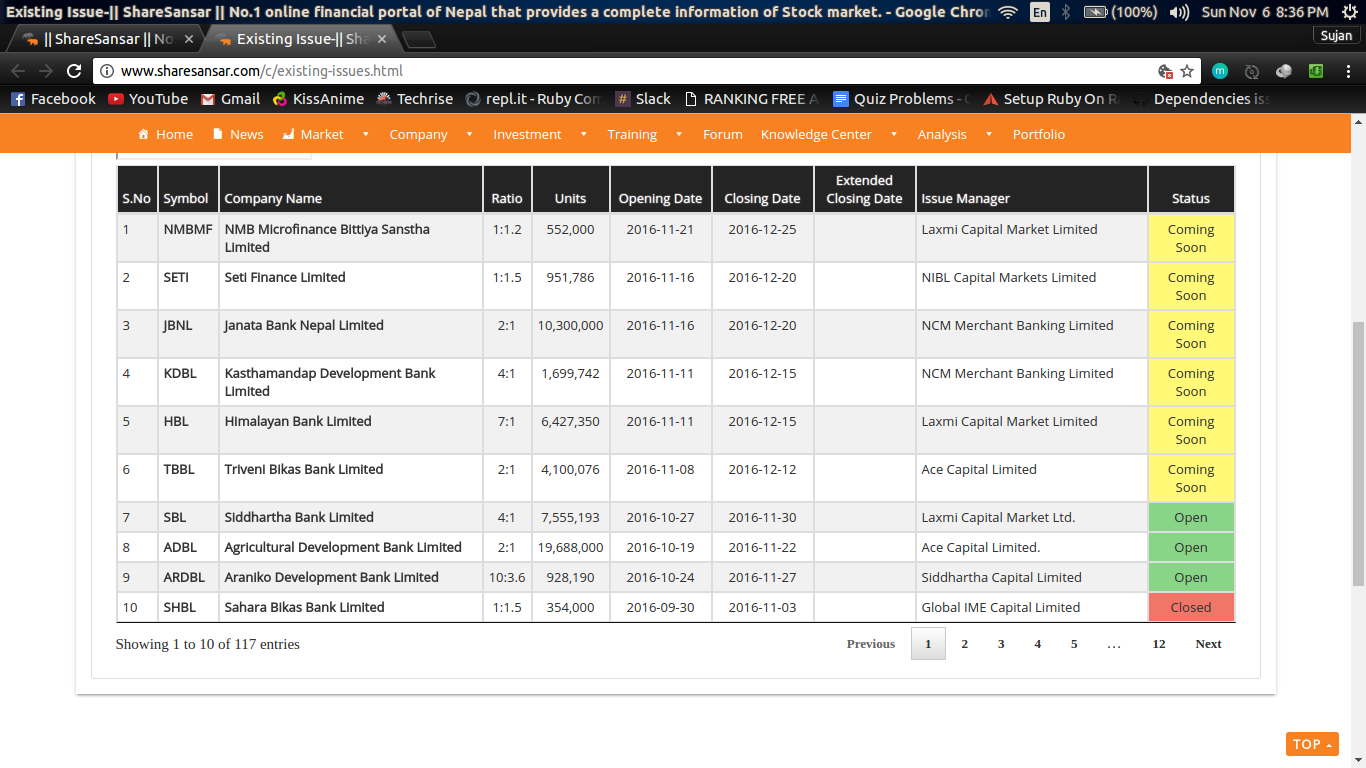 Existing Issue-|| ShareSansar || No.1 online financial portal of Nepal that provides a complete information of Stock market. - Google Chron
En (100%) Sun Nov 6 8:36 PM
|| ShareSansar || No × Existing Issue-|| Sha × Sujan
www.sharesansar.com/c/existing-issues.html
Facebook YouTube Gmail KissAnime Techrise repl.it - Ruby Com Slack RANKING FREE A Quiz Problems - G Setup Ruby On R Dependencies iss
Home News Market Company Investment Training Forum Knowledge Center Analysis Portfolio
S.No Symbol Company Name Ratio Units Opening Date Closing Date Extended Closing Date Issue Manager Status
1 NMBMF NMB Microfinance Bittiya Sanstha Limited 1:1.2 552,000 2016-11-21 2016-12-25 Laxmi Capital Market Limited Coming Soon
2 SETI Seti Finance Limited 1:1.5 951,786 2016-11-16 2016-12-20 NIBL Capital Markets Limited Coming Soon
3 JBNL Janata Bank Nepal Limited 2:1 10,300,000 2016-11-16 2016-12-20 NCM Merchant Banking Limited Coming Soon
4 KDBL Kasthamandap Development Bank Limited 4:1 1,699,742 2016-11-11 2016-12-15 NCM Merchant Banking Limited Coming Soon
5 HBL Himalayan Bank Limited 7:1 6,427,350 2016-11-11 2016-12-15 Laxmi Capital Market Limited Coming Soon
6 TBBL Triveni Bikas Bank Limited 2:1 4,100,076 2016-11-08 2016-12-12 Ace Capital Limited Coming Soon
7 SBL Siddhartha Bank Limited 4:1 7,555,193 2016-10-27 2016-11-30 Laxmi Capital Market Ltd. Open
8 ADBL Agricultural Development Bank Limited 2:1 19,688,000 2016-10-19 2016-11-22 Ace Capital Limited. Open
9 ARDBL Araniko Development Bank Limited 10:3.6 928,190 2016-10-24 2016-11-27 Siddhartha Capital Limited Open
10 SHBL Sahara Bikas Bank Limited 1:1.5 354,000 2016-09-30 2016-11-03 Global IME Capital Limited Closed
Showing 1 to 10 of 117 entries Previous 1 2 3 4 5 ... 12 Next
TOP